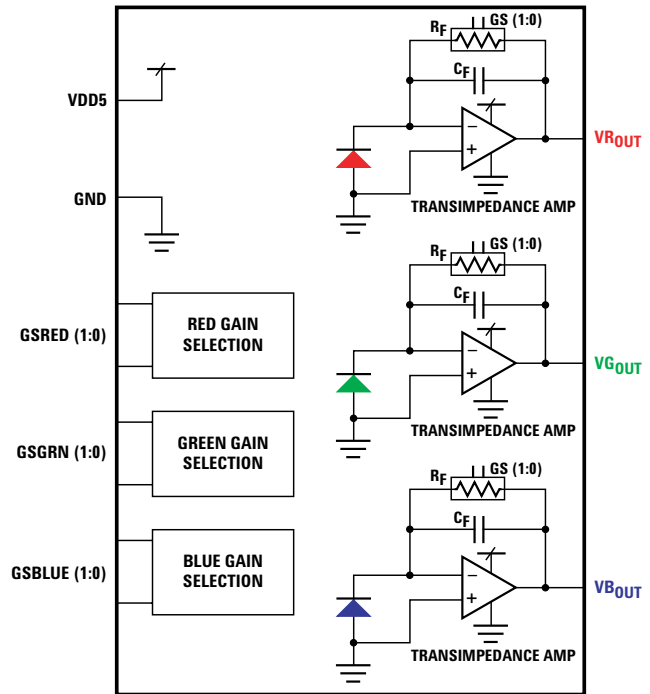 VDD5
GND
GSRED (1:0)
RED GAIN
SELECTION
GSGRN (1:0)
GREEN GAIN
SELECTION
GSBLUE (1:0)
BLUE GAIN
SELECTION
RF
GS (1:0)
CF
−
+
TRANSIMPEDANCE AMP
VROUT
RF
GS (1:0)
CF
−
+
TRANSIMPEDANCE AMP
VGOUT
RF
GS (1:0)
CF
−
+
TRANSIMPEDANCE AMP
VBOUT